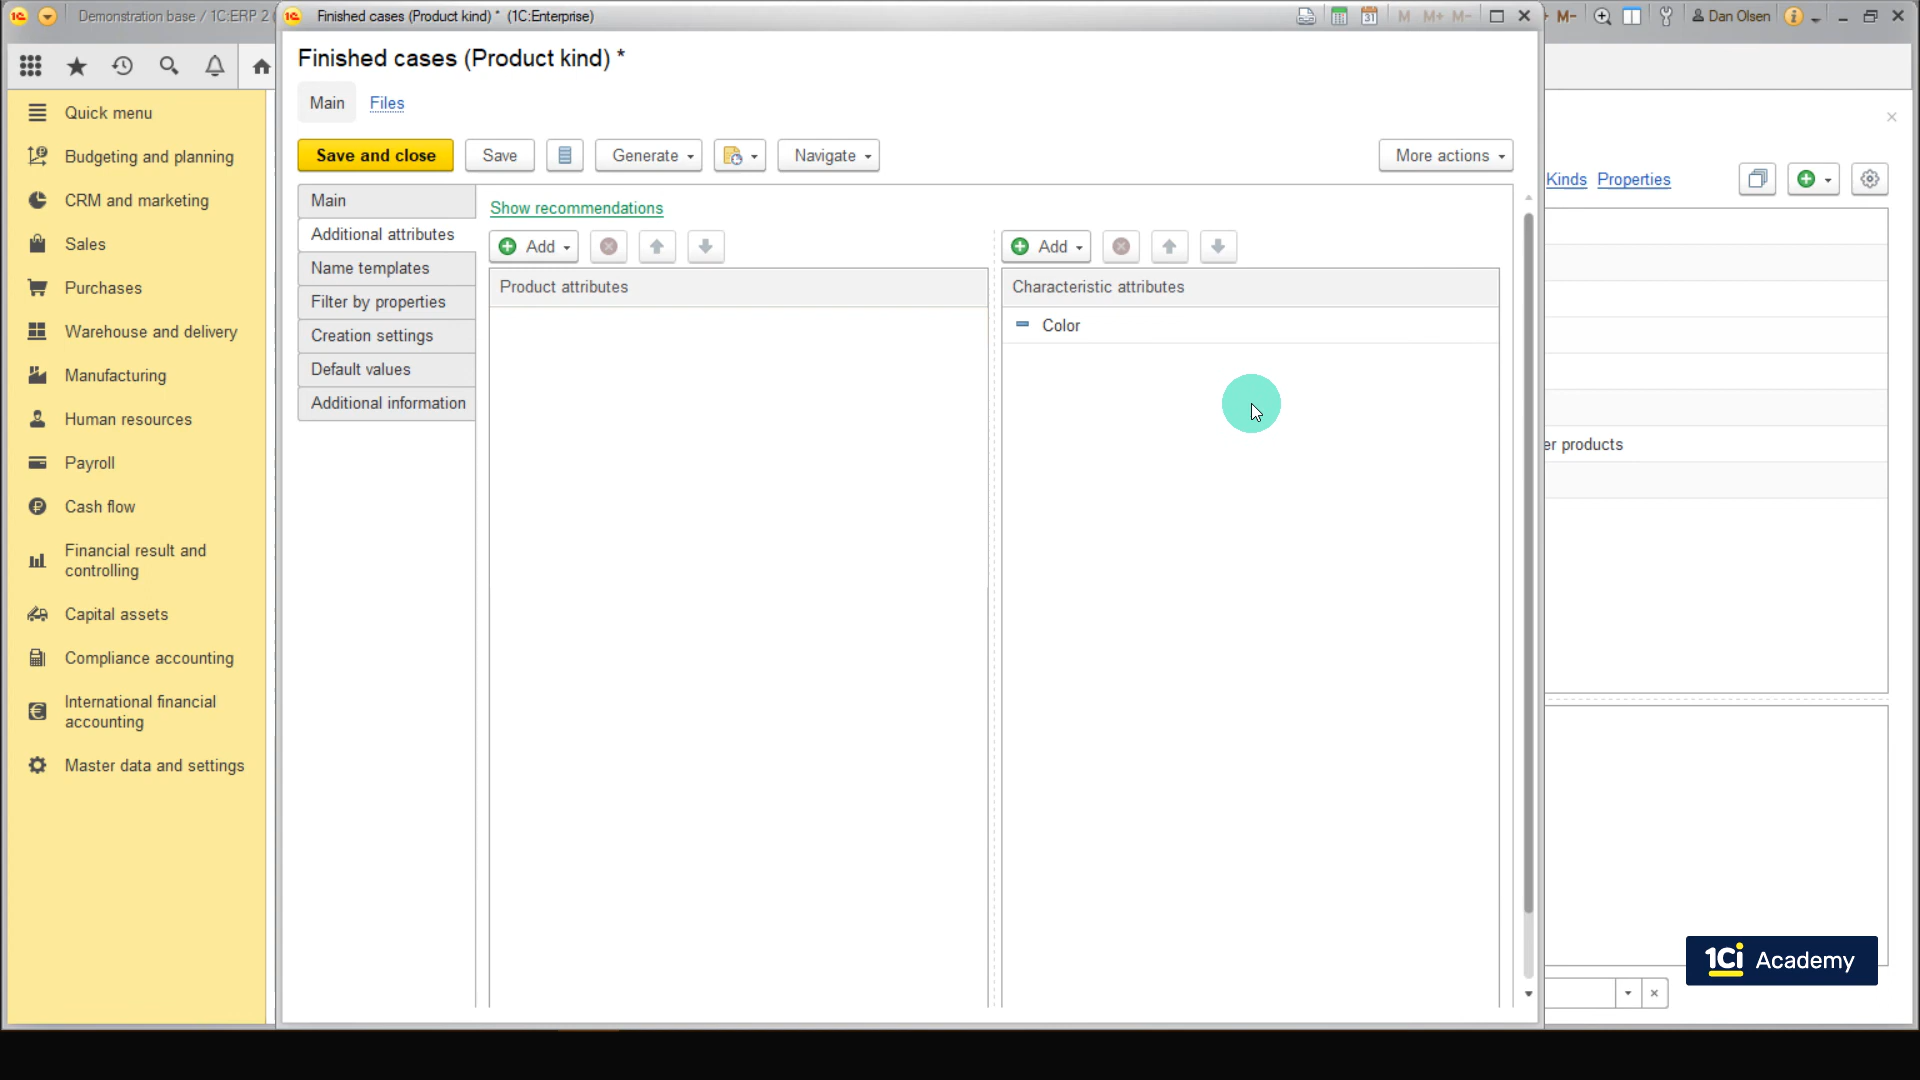 Demonstration base / 1C:ERP 2
Finished cases (Product kind) * (1C:Enterprise)
31
M M+ M-
M-
Dan Olsen
Finished cases (Product kind) *
Main
Files
Save and close
Save
Generate
Navigate
More actions
Kinds
Properties
Quick menu
Budgeting and planning
CRM and marketing
Sales
Purchases
Warehouse and delivery
Manufacturing
Human resources
Payroll
Cash flow
Financial result and
controlling
Capital assets
Compliance accounting
International financial
accounting
Master data and settings
Main
Additional attributes
Name templates
Filter by properties
Creation settings
Default values
Additional information
Show recommendations
Add
Add
Product attributes
Characteristic attributes
Color
er products
1Ci Academy